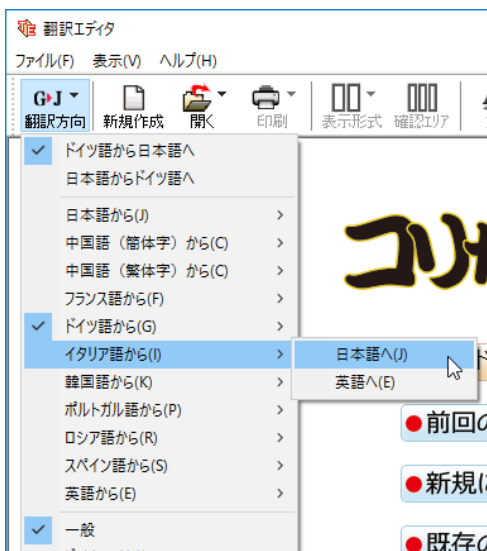 翻訳エディタ
ファイル(F) 表示(V) ヘルプ(H)
G▸J
翻訳方向 新規作成 開く 印刷 表示形式 確認エリア
ドイツ語から日本語へ
日本語からドイツ語へ
日本語から(J)
中国語（簡体字）から(C)
中国語（繁体字）から(C)
フランス語から(F)
ドイツ語から(G)
イタリア語から(I)
日本語へ(J)
英語へ(E)
韓国語から(K)
ポルトガル語から(P)
ロシア語から(R)
スペイン語から(S)
英語から(E)
一般
コリ
前回の
新規に
既存の